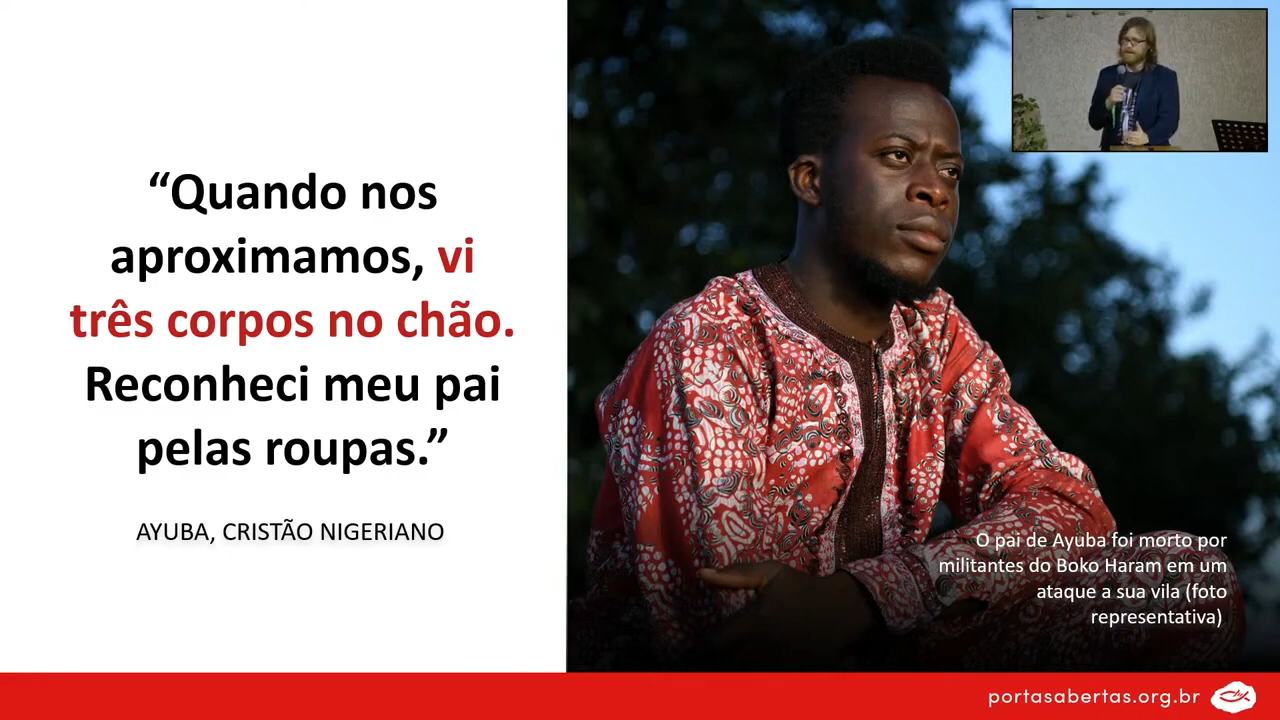 “Quando nos
aproximamos, vi
três corpos no chão.
Reconheci meu pai
pelas roupas.”
AYUBA, CRISTÃO NIGERIANO
O pai de Ayuba foi morto por
militantes do Boko Haram em um
ataque a sua vila (foto
representativa)
portasabertas.org.br